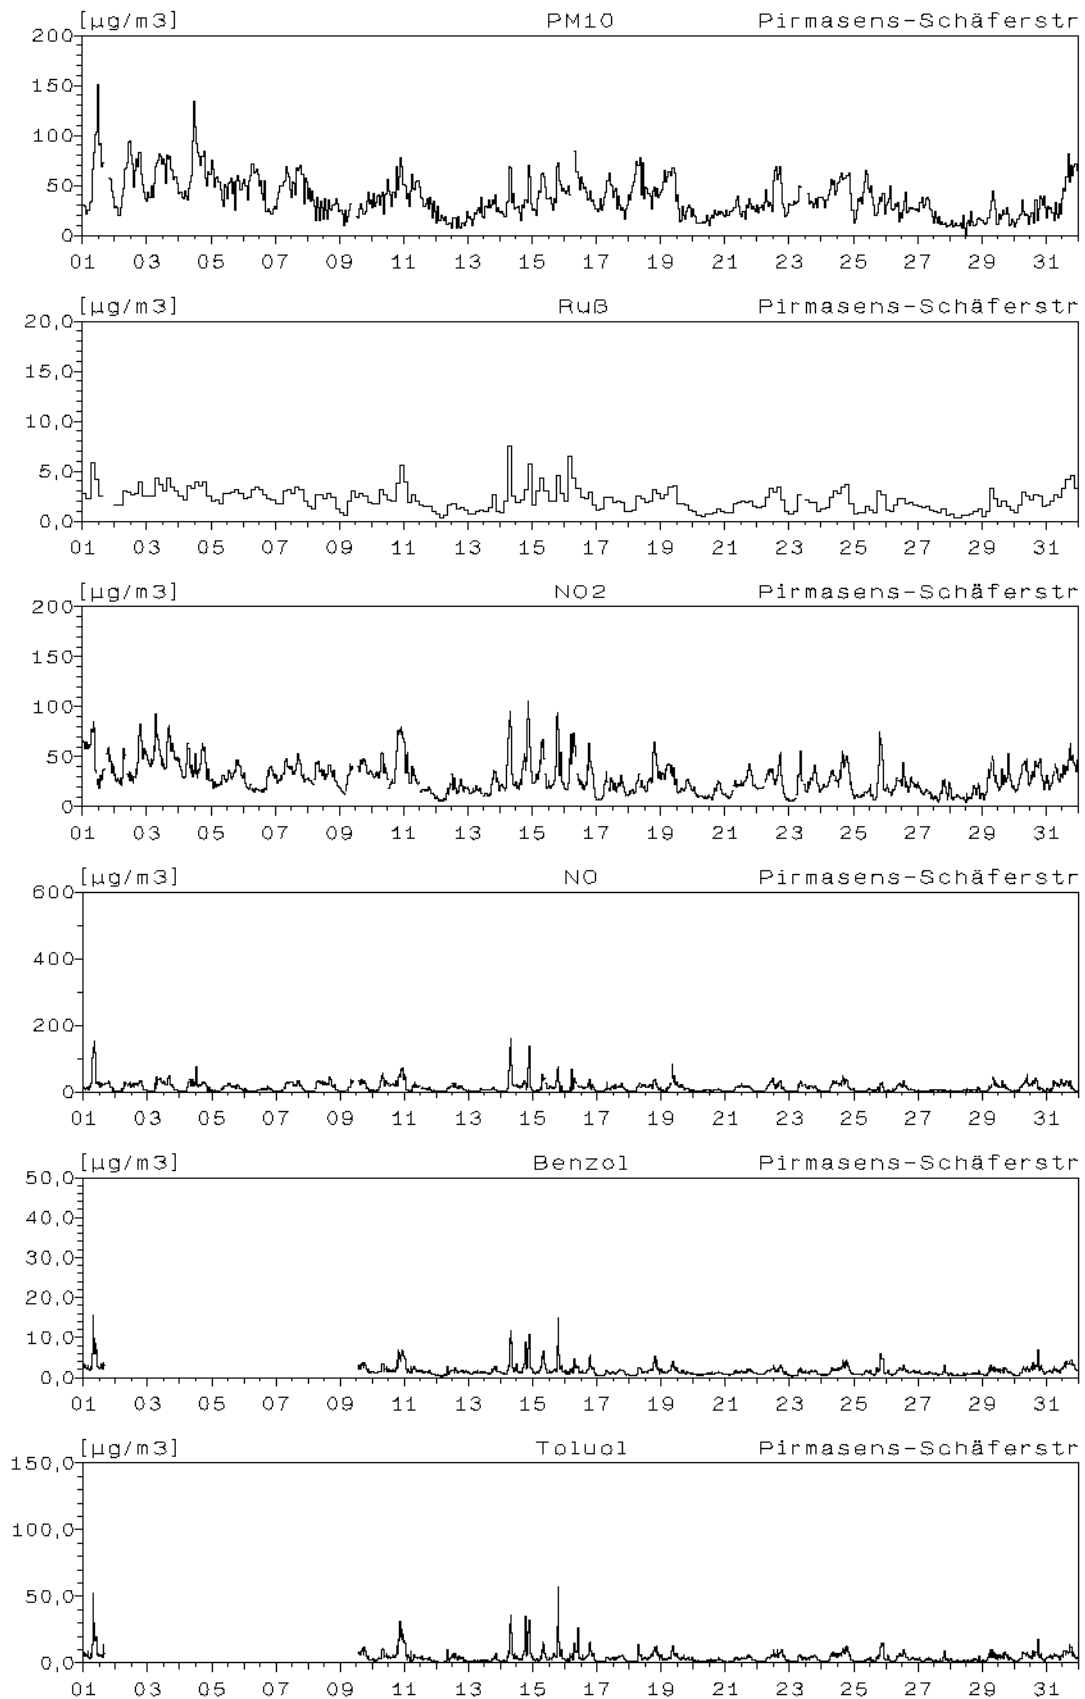 [µg/m3] PM10 Pirmasens-Schäferstr
200
150
100
50
0
01 03 05 07 09 11 13 15 17 19 21 23 25 27 29 31
[µg/m3] Ruß Pirmasens-Schäferstr
20,0
15,0
10,0
5,0
0,0
01 03 05 07 09 11 13 15 17 19 21 23 25 27 29 31
[µg/m3] NO2 Pirmasens-Schäferstr
200
150
100
50
0
01 03 05 07 09 11 13 15 17 19 21 23 25 27 29 31
[µg/m3] NO Pirmasens-Schäferstr
600
400
200
0
01 03 05 07 09 11 13 15 17 19 21 23 25 27 29 31
[µg/m3] Benzol Pirmasens-Schäferstr
50,0
40,0
30,0
20,0
10,0
0,0
01 03 05 07 09 11 13 15 17 19 21 23 25 27 29 31
[µg/m3] Toluol Pirmasens-Schäferstr
150,0
100,0
50,0
0,0
01 03 05 07 09 11 13 15 17 19 21 23 25 27 29 31